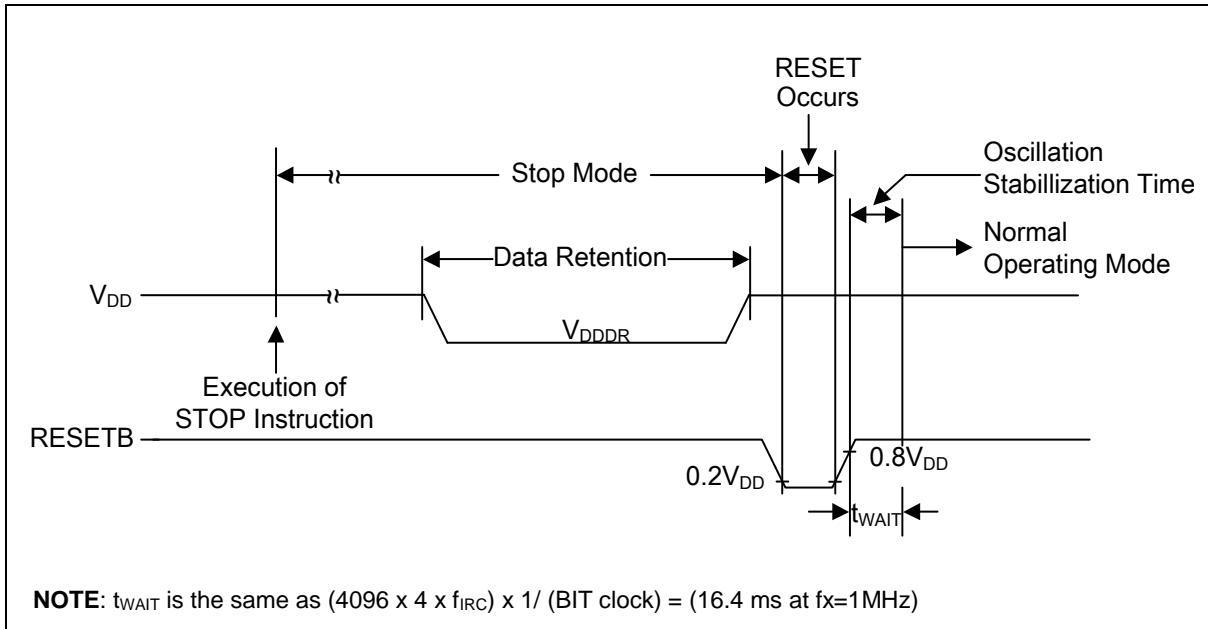 RESET
Occurs
Oscillation
Stabillization Time
Stop Mode
Normal
Operating Mode
Data Retention
VDD
VDDDR
Execution of
STOP Instruction
RESETB
0.2VDD
0.8VDD
tWAIT
NOTE: tWAIT is the same as (4096 x 4 x fIRC) x 1/ (BIT clock) = (16.4 ms at fx=1MHz)